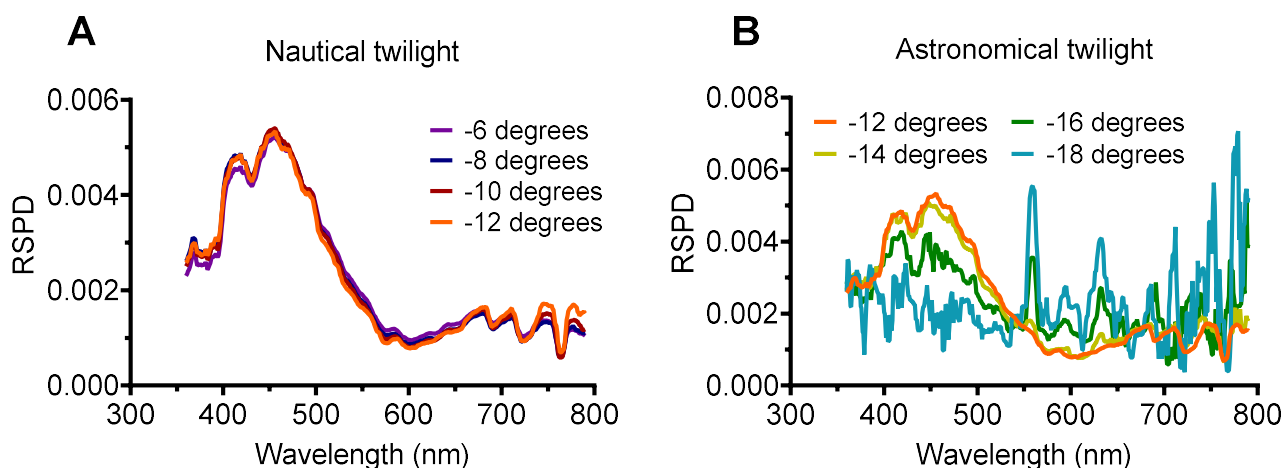 A
Nautical twilight
RSPD
0.006
0.004
0.002
0.000
300 400 500 600 700 800
Wavelength (nm)
-6 degrees
-8 degrees
-10 degrees
-12 degrees
B
Astronomical twilight
RSPD
0.008
0.006
0.004
0.002
0.000
300 400 500 600 700 800
Wavelength (nm)
-12 degrees -16 degrees
-14 degrees -18 degrees